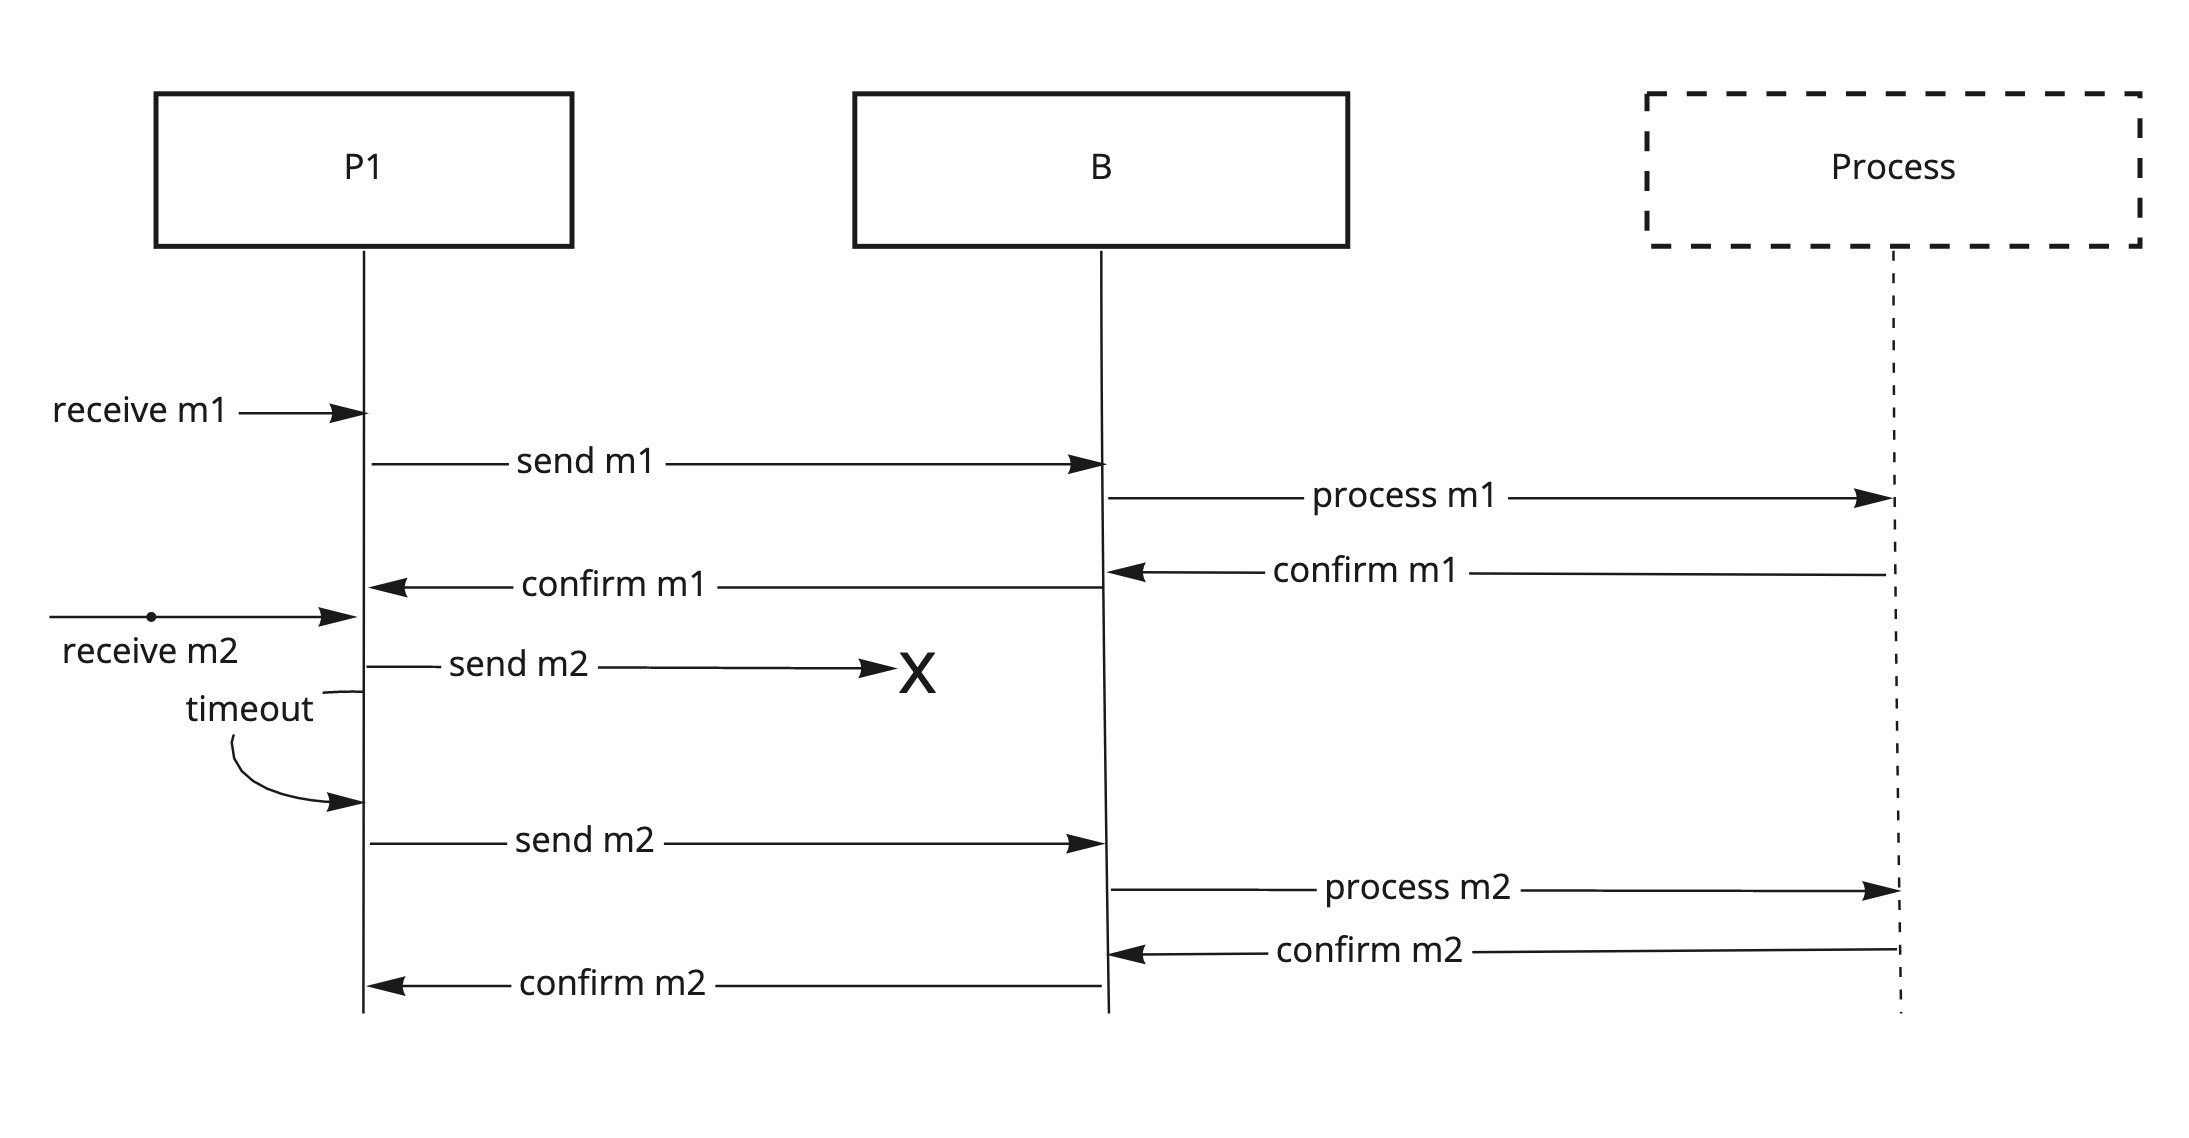 P1
B
Process
receive m1
send m1
process m1
confirm m1
confirm m1
receive m2
send m2
X
timeout
send m2
process m2
confirm m2
confirm m2